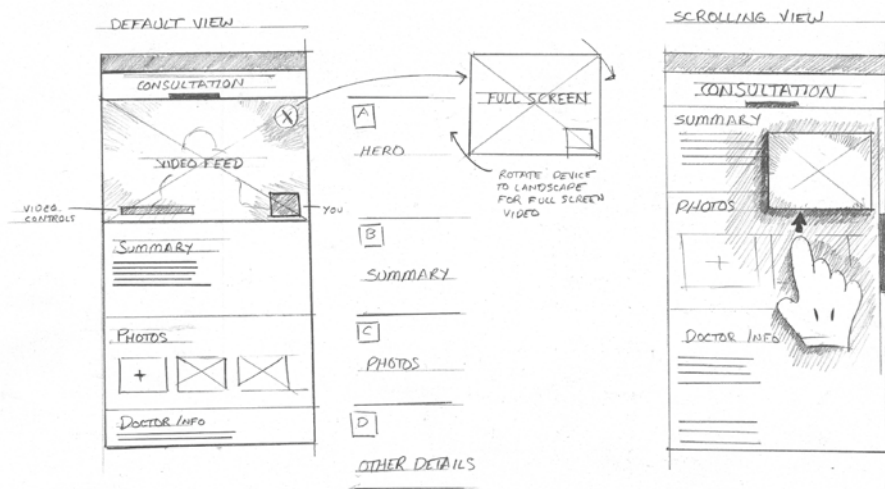 DEFAULT VIEW
CONSULTATION
X
VIDEO FEED
VIDEO
CONTROLS
YOU
SUMMARY
PHOTOS
+
DOCTOR INFO
A
HERO
B
SUMMARY
C
PHOTOS
D
OTHER DETAILS
FULL SCREEN
ROTATE DEVICE
TO LANDSCAPE
FOR FULL SCREEN
VIDEO
SCROLLING VIEW
CONSULTATION
SUMMARY
PHOTOS
+
DOCTOR INFO